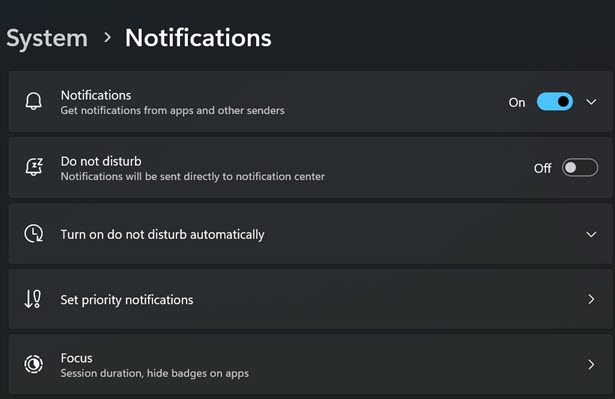 System > Notifications
Notifications
Get notifications from apps and other senders
On
Do not disturb
Notifications will be sent directly to notification center
Off
Turn on do not disturb automatically
Set priority notifications
Focus
Session duration, hide badges on apps